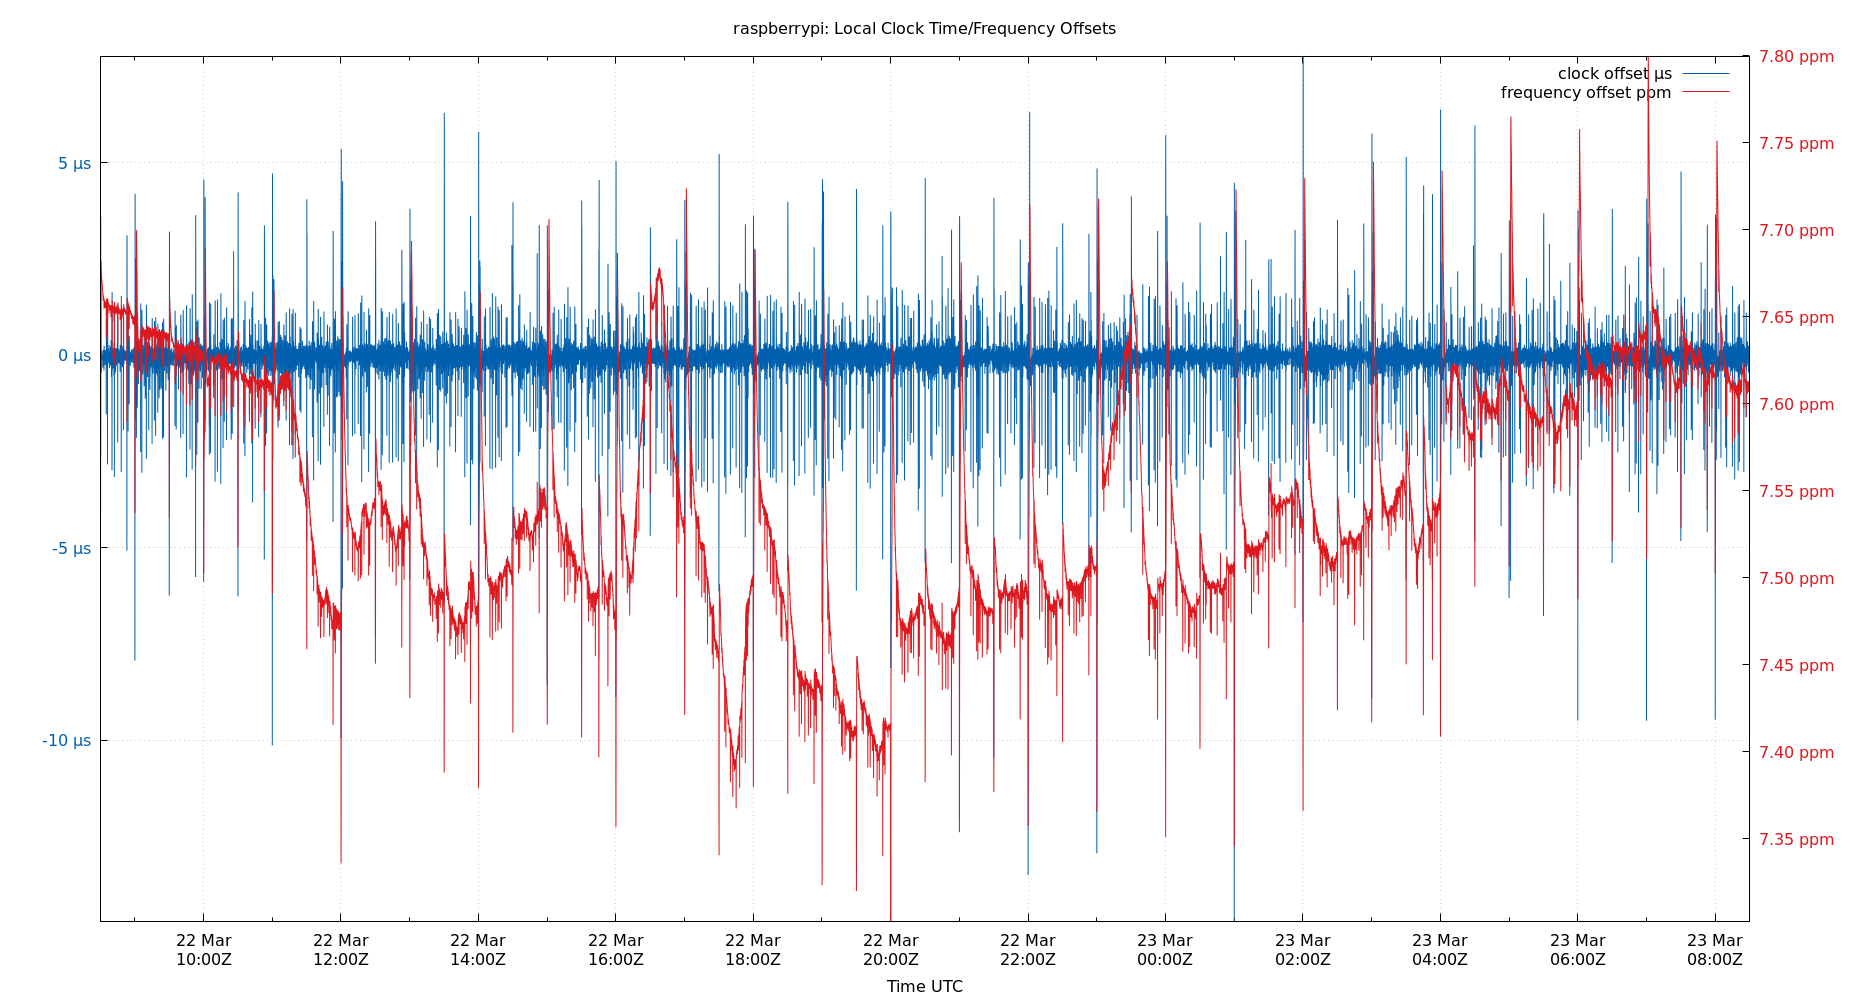 raspberrypi: Local Clock Time/Frequency Offsets
7.80 ppm
clock offset µs
frequency offset ppm
7.75 ppm
5 µs
7.70 ppm
7.65 ppm
0 µs
7.60 ppm
7.55 ppm
-5 µs
7.50 ppm
7.45 ppm
-10 µs
7.40 ppm
7.35 ppm
22 Mar 22 Mar 22 Mar 22 Mar 22 Mar 22 Mar 22 Mar 23 Mar 23 Mar 23 Mar 23 Mar 23 Mar
10:00Z 12:00Z 14:00Z 16:00Z 18:00Z 20:00Z 22:00Z 00:00Z 02:00Z 04:00Z 06:00Z 08:00Z
Time UTC